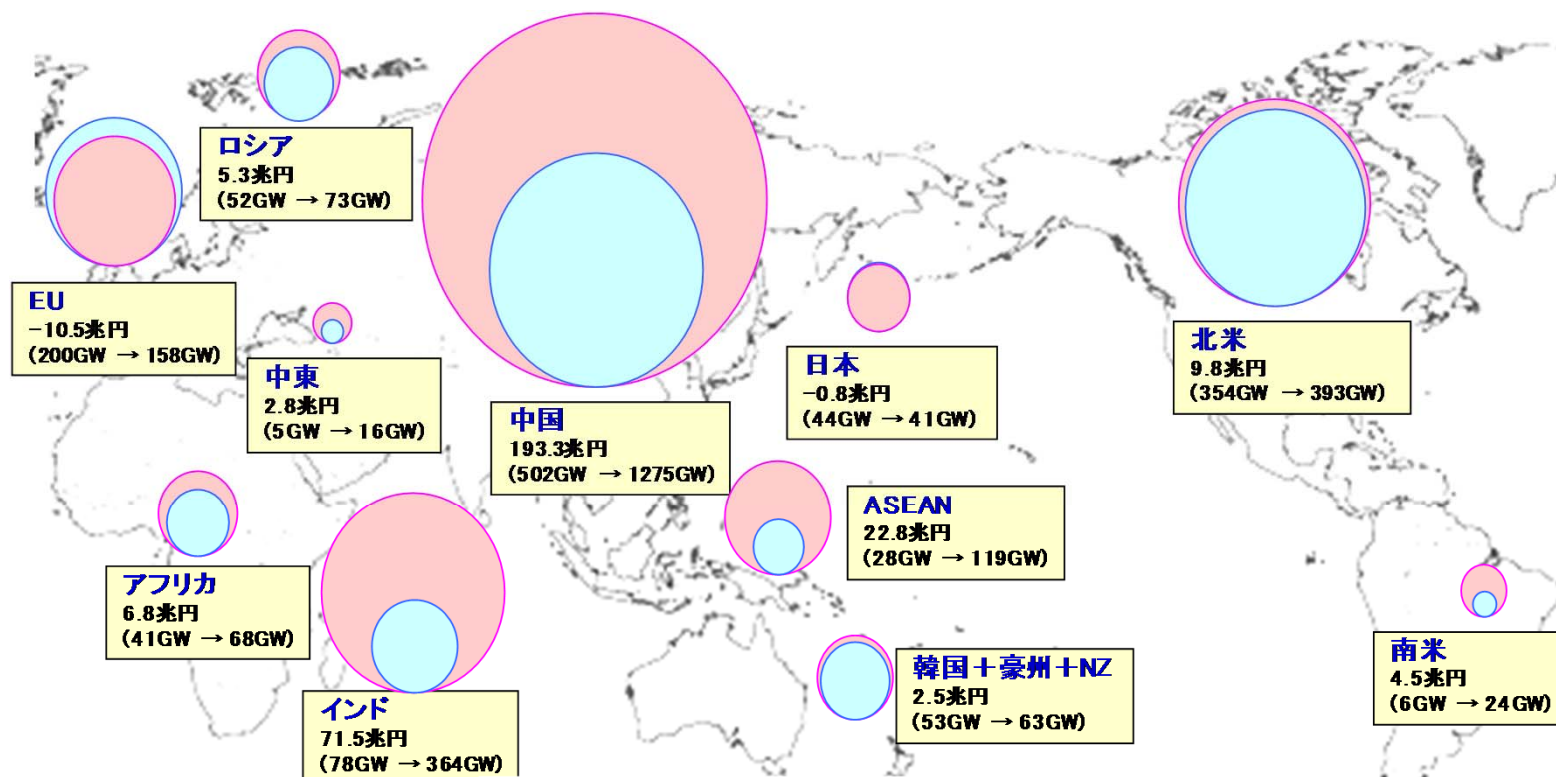 ロシア
5.3兆円
(52GW → 73GW)
EU
-10.5兆円
(200GW → 158GW)
中東
2.8兆円
(5GW → 16GW)
中国
193.3兆円
(502GW → 1275GW)
日本
-0.8兆円
(44GW → 41GW)
北米
9.8兆円
(354GW → 393GW)
アフリカ
6.8兆円
(41GW → 68GW)
インド
71.5兆円
(78GW → 364GW)
ASEAN
22.8兆円
(28GW → 119GW)
韓国+豪州+NZ
2.5兆円
(53GW → 63GW)
南米
4.5兆円
(6GW → 24GW)